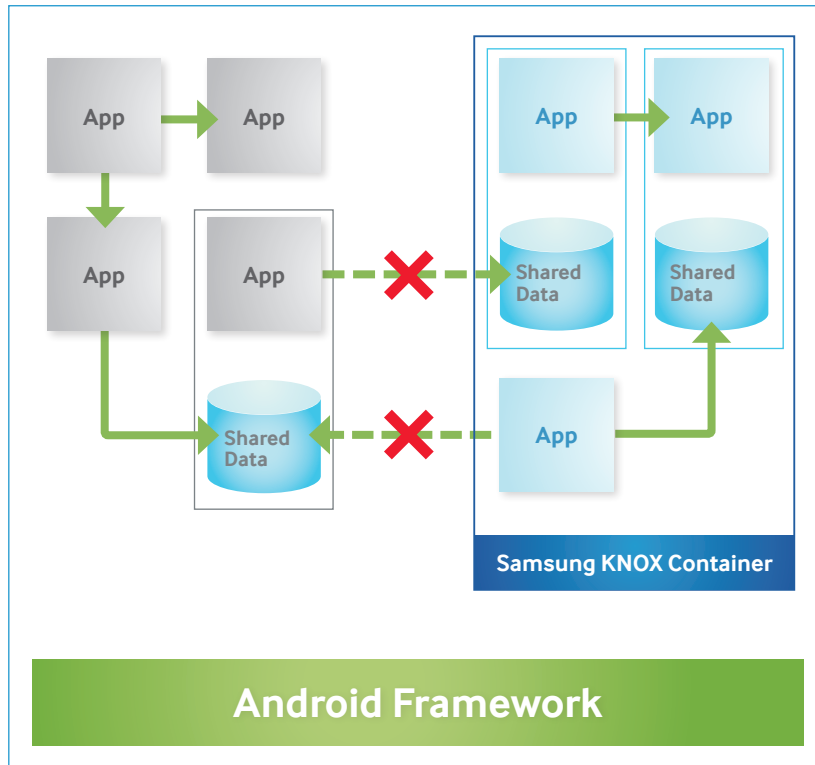 App
App
App
App
App
App
Shared
Data
Shared
Data
Shared
Data
App
Samsung KNOX Container
Android Framework